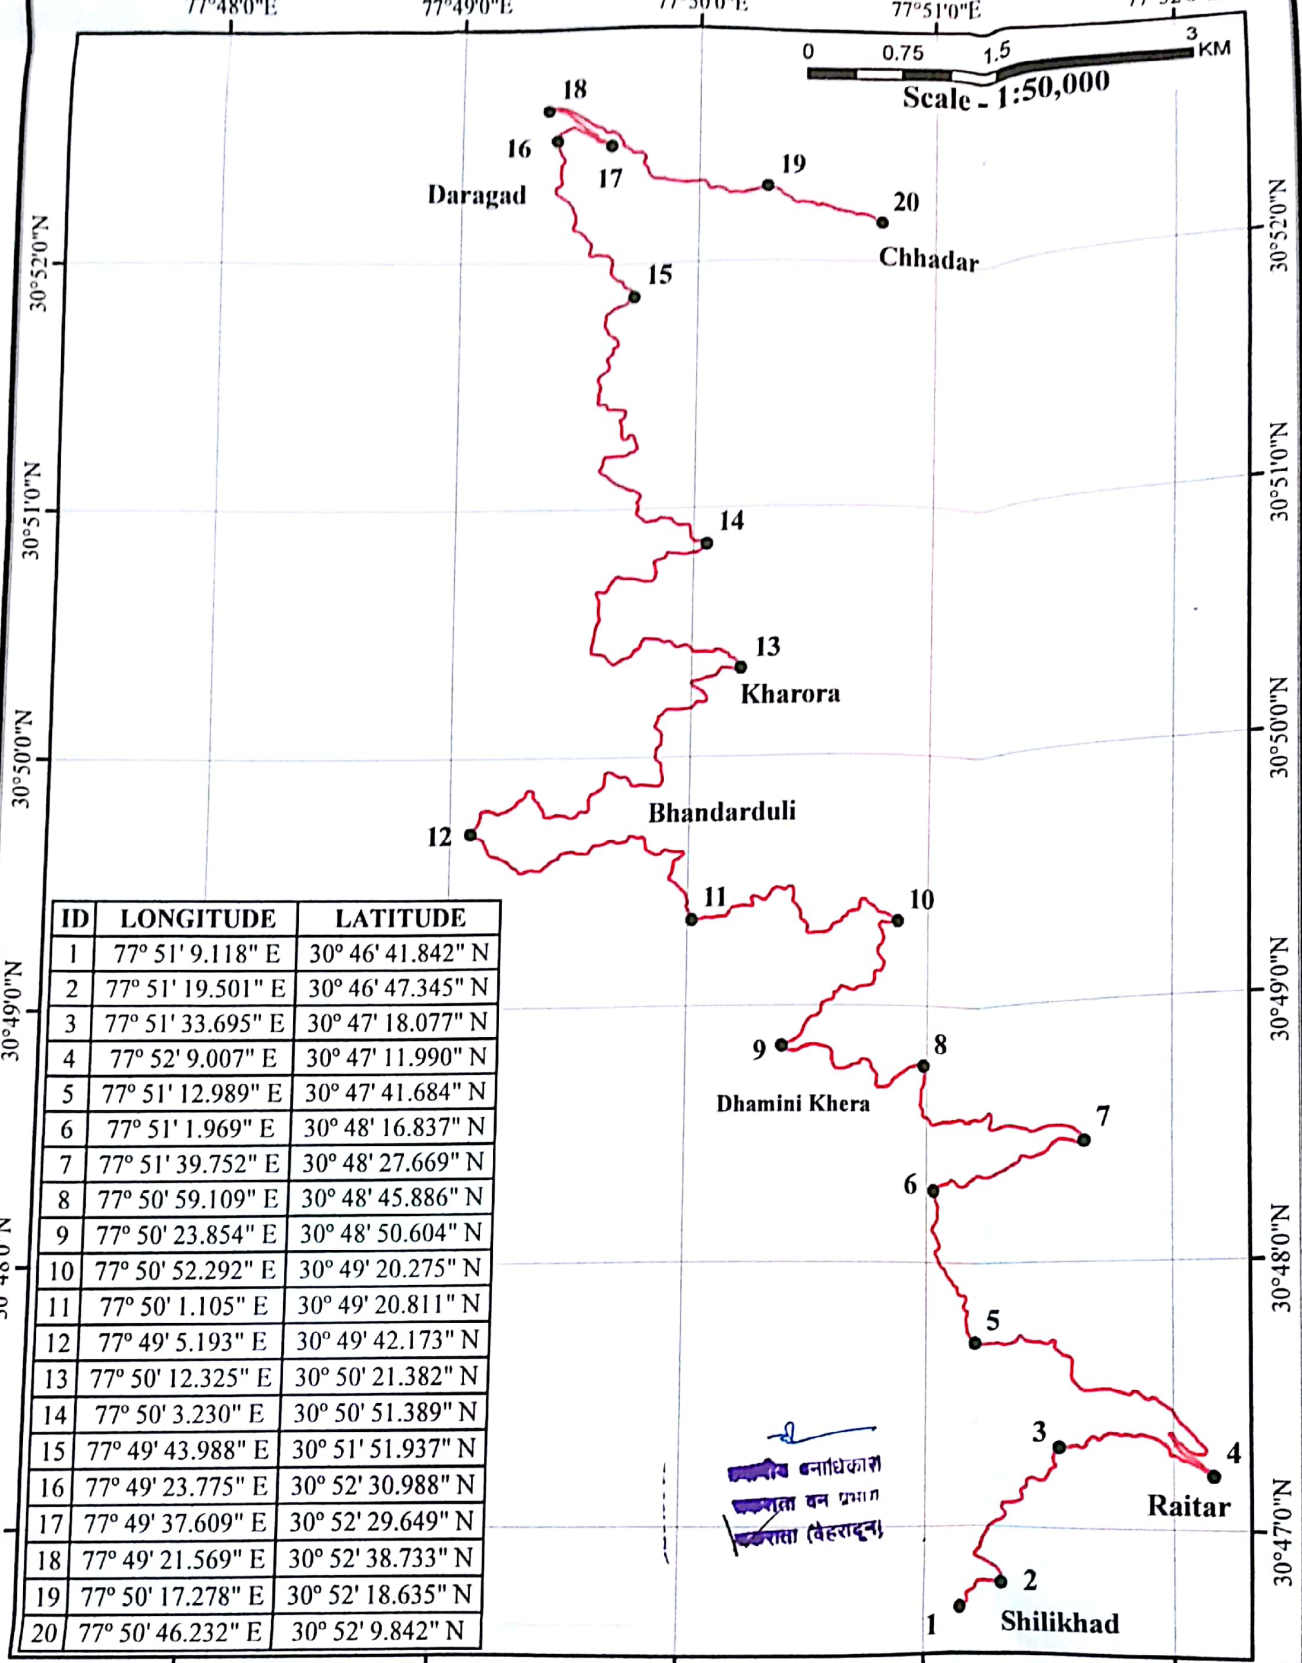 77°48'0"E 77°49'0"E 77°50'0"E 77°51'0"E
0 0.75 1.5 3 KM
Scale - 1:50,000
18
16
17
19
Daragad
20
Chhadar
30°52'0"N 30°52'0"N
15
30°51'0"N 30°51'0"N
14
13
Kharora
30°50'0"N 30°50'0"N
Bhandarduli
12
11
10
30°49'0"N 30°49'0"N
9
8
Dhamini Khera
7
6
30°48'0"N
5
3
4
Raitar
30°47'0"N
2
1
Shilikhad
ID LONGITUDE LATITUDE
1 77° 51' 9.118" E 30° 46' 41.842" N
2 77° 51' 19.501" E 30° 46' 47.345" N
3 77° 51' 33.695" E 30° 47' 18.077" N
4 77° 52' 9.007" E 30° 47' 11.990" N
5 77° 51' 12.989" E 30° 47' 41.684" N
6 77° 51' 1.969" E 30° 48' 16.837" N
7 77° 51' 39.752" E 30° 48' 27.669" N
8 77° 50' 59.109" E 30° 48' 45.886" N
9 77° 50' 23.854" E 30° 48' 50.604" N
10 77° 50' 52.292" E 30° 49' 20.275" N
11 77° 50' 1.105" E 30° 49' 20.811" N
12 77° 49' 5.193" E 30° 49' 42.173" N
13 77° 50' 12.325" E 30° 50' 21.382" N
14 77° 50' 3.230" E 30° 50' 51.389" N
15 77° 49' 43.988" E 30° 51' 51.937" N
16 77° 49' 23.775" E 30° 52' 30.988" N
17 77° 49' 37.609" E 30° 52' 29.649" N
18 77° 49' 21.569" E 30° 52' 38.733" N
19 77° 50' 17.278" E 30° 52' 18.635" N
20 77° 50' 46.232" E 30° 52' 9.842" N
वनाधिकारी
वन प्रभाग
(देहरादून)